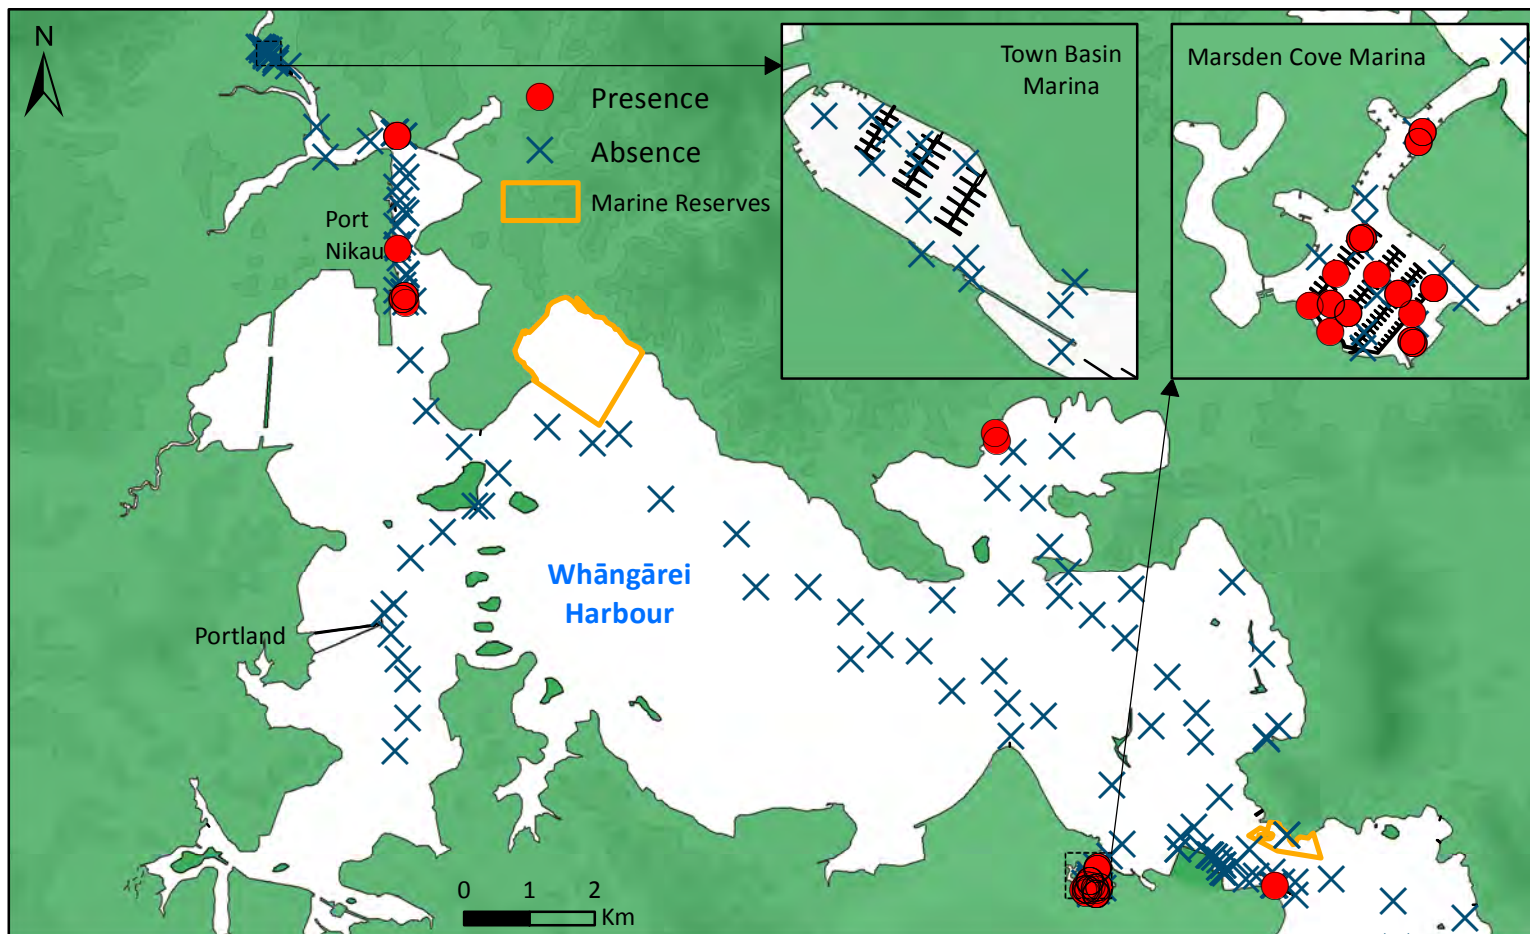 N
Presence
Absence
Marine Reserves
Town Basin
Marina
Marsden Cove Marina
Port
Nikau
Whāngārei
Harbour
Portland
0 1 2
Km